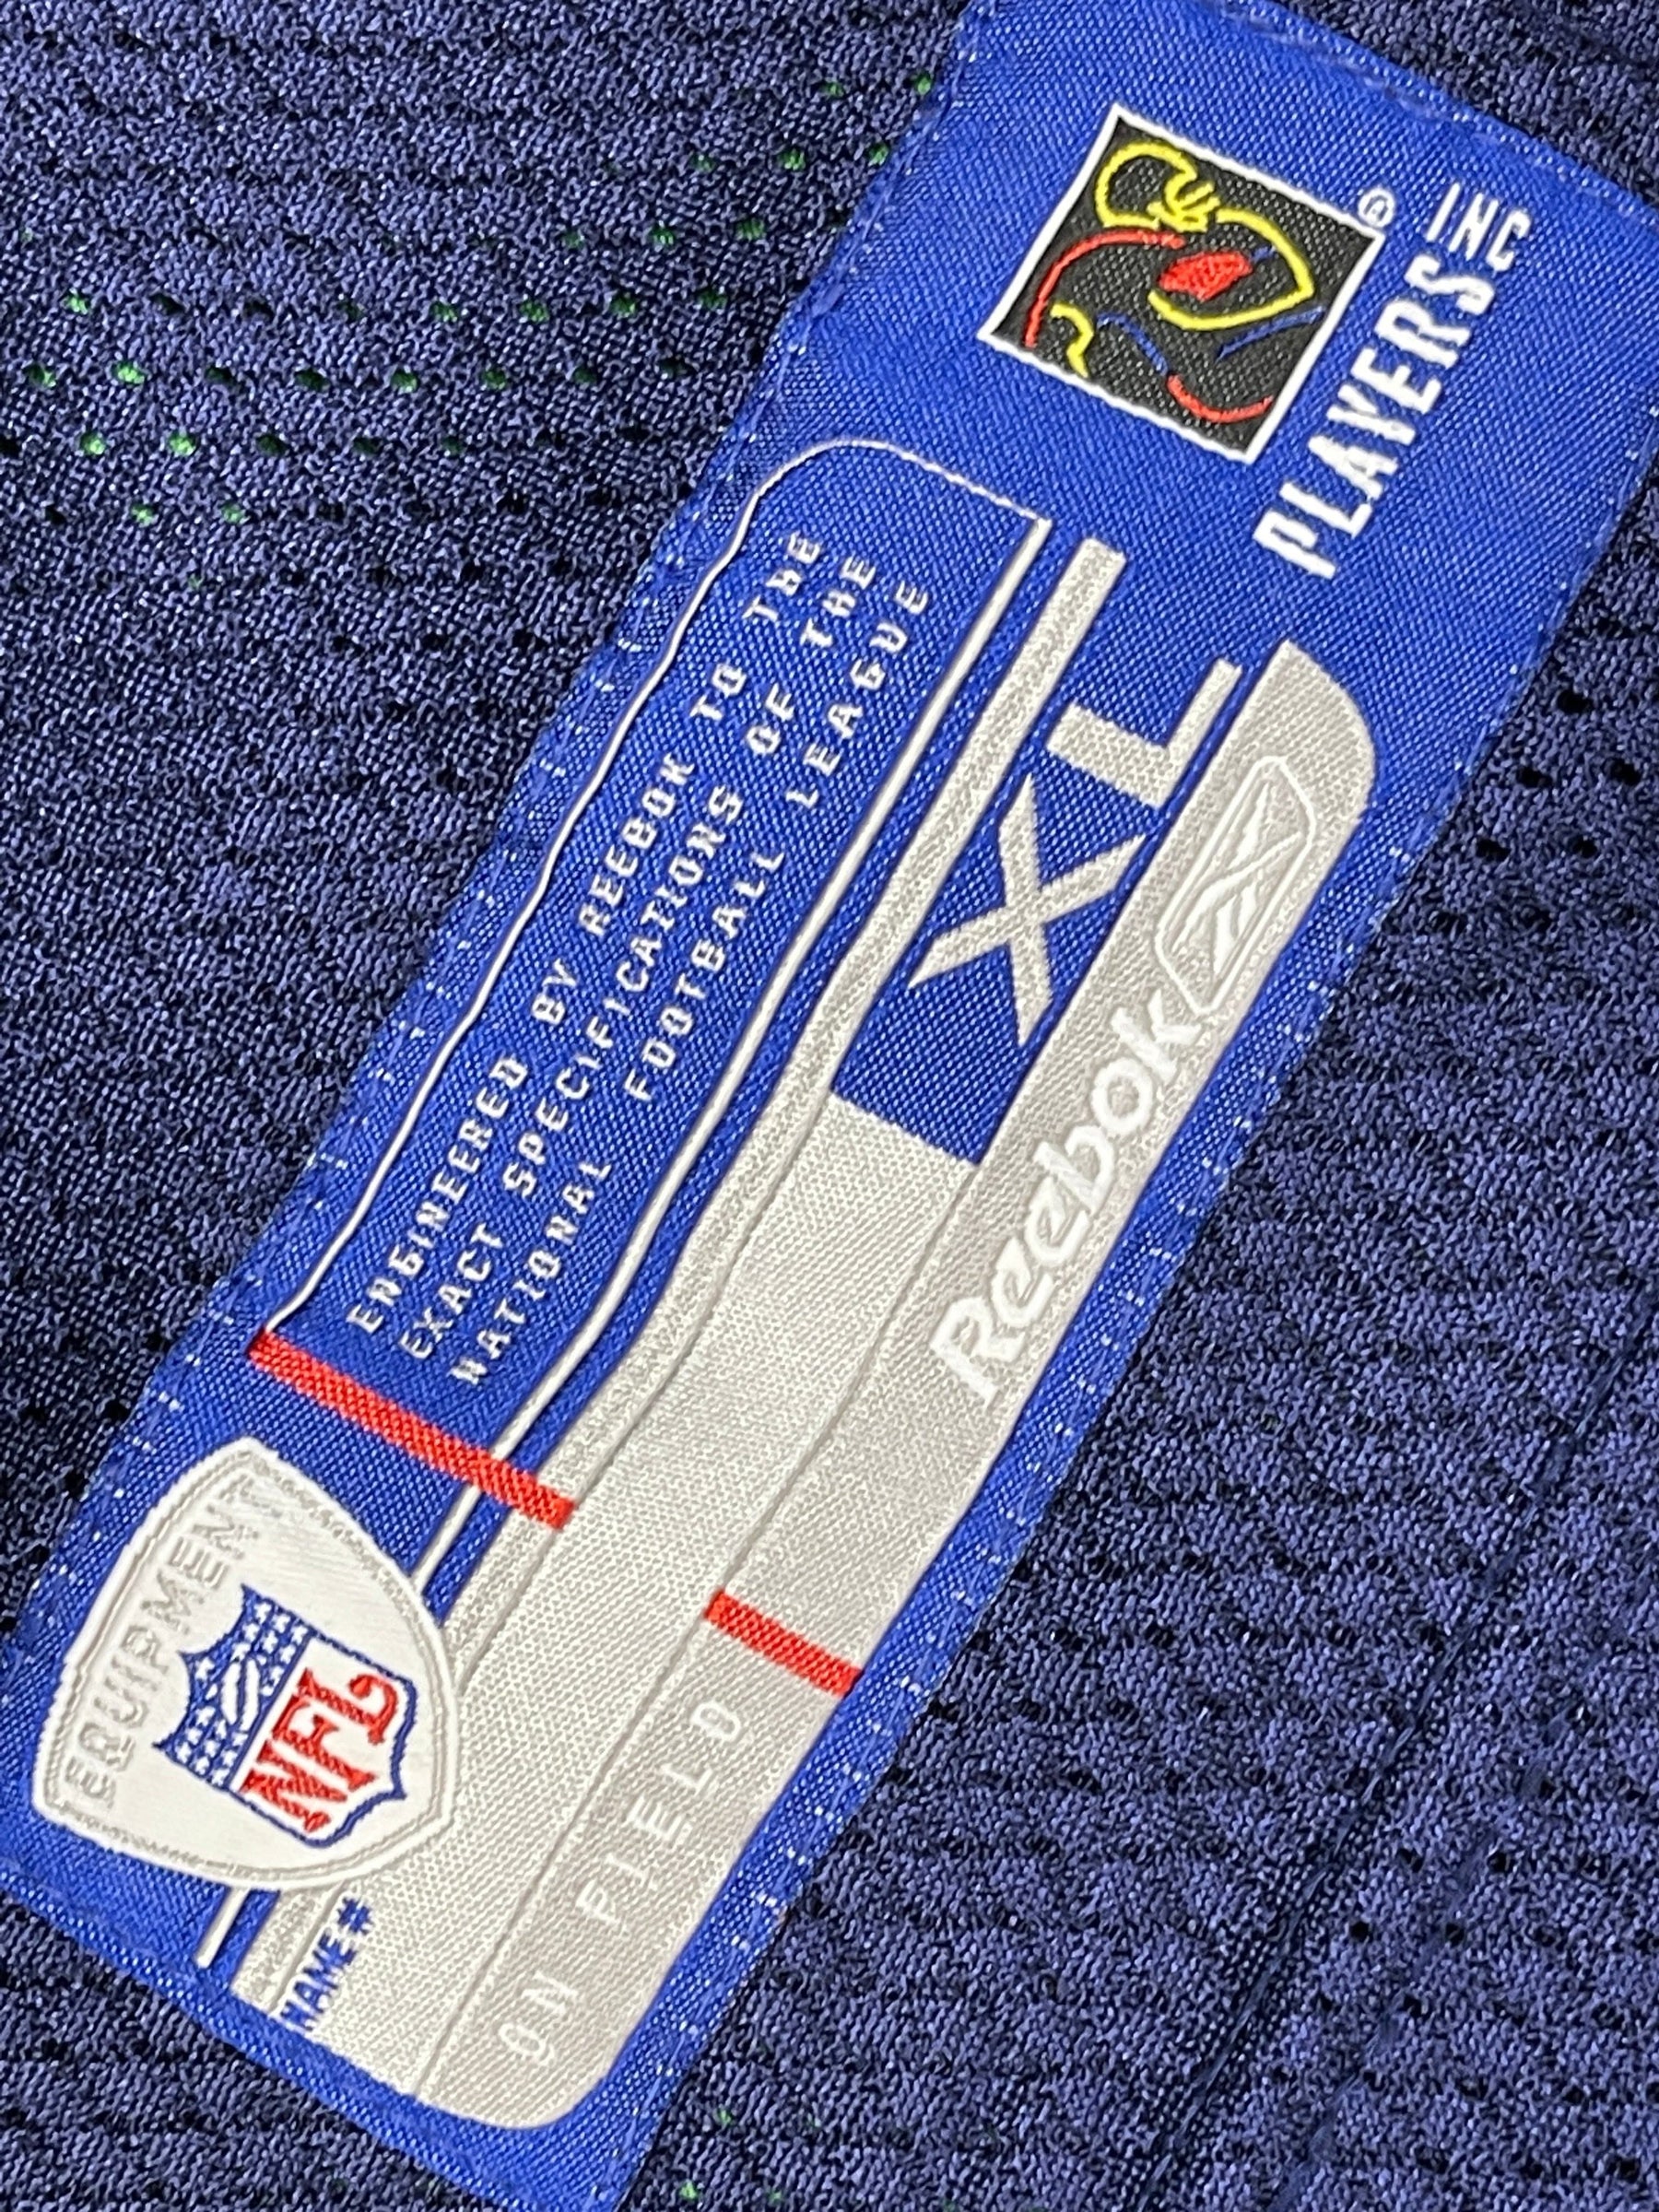 PLAYERS INC
®
XL
Reebok
ENGINEERED BY REEBOK TO THE
EXACT SPECIFICATIONS OF THE
NATIONAL FOOTBALL LEAGUE
EQUIPMENT
NFL
ON FIELD
NAME #